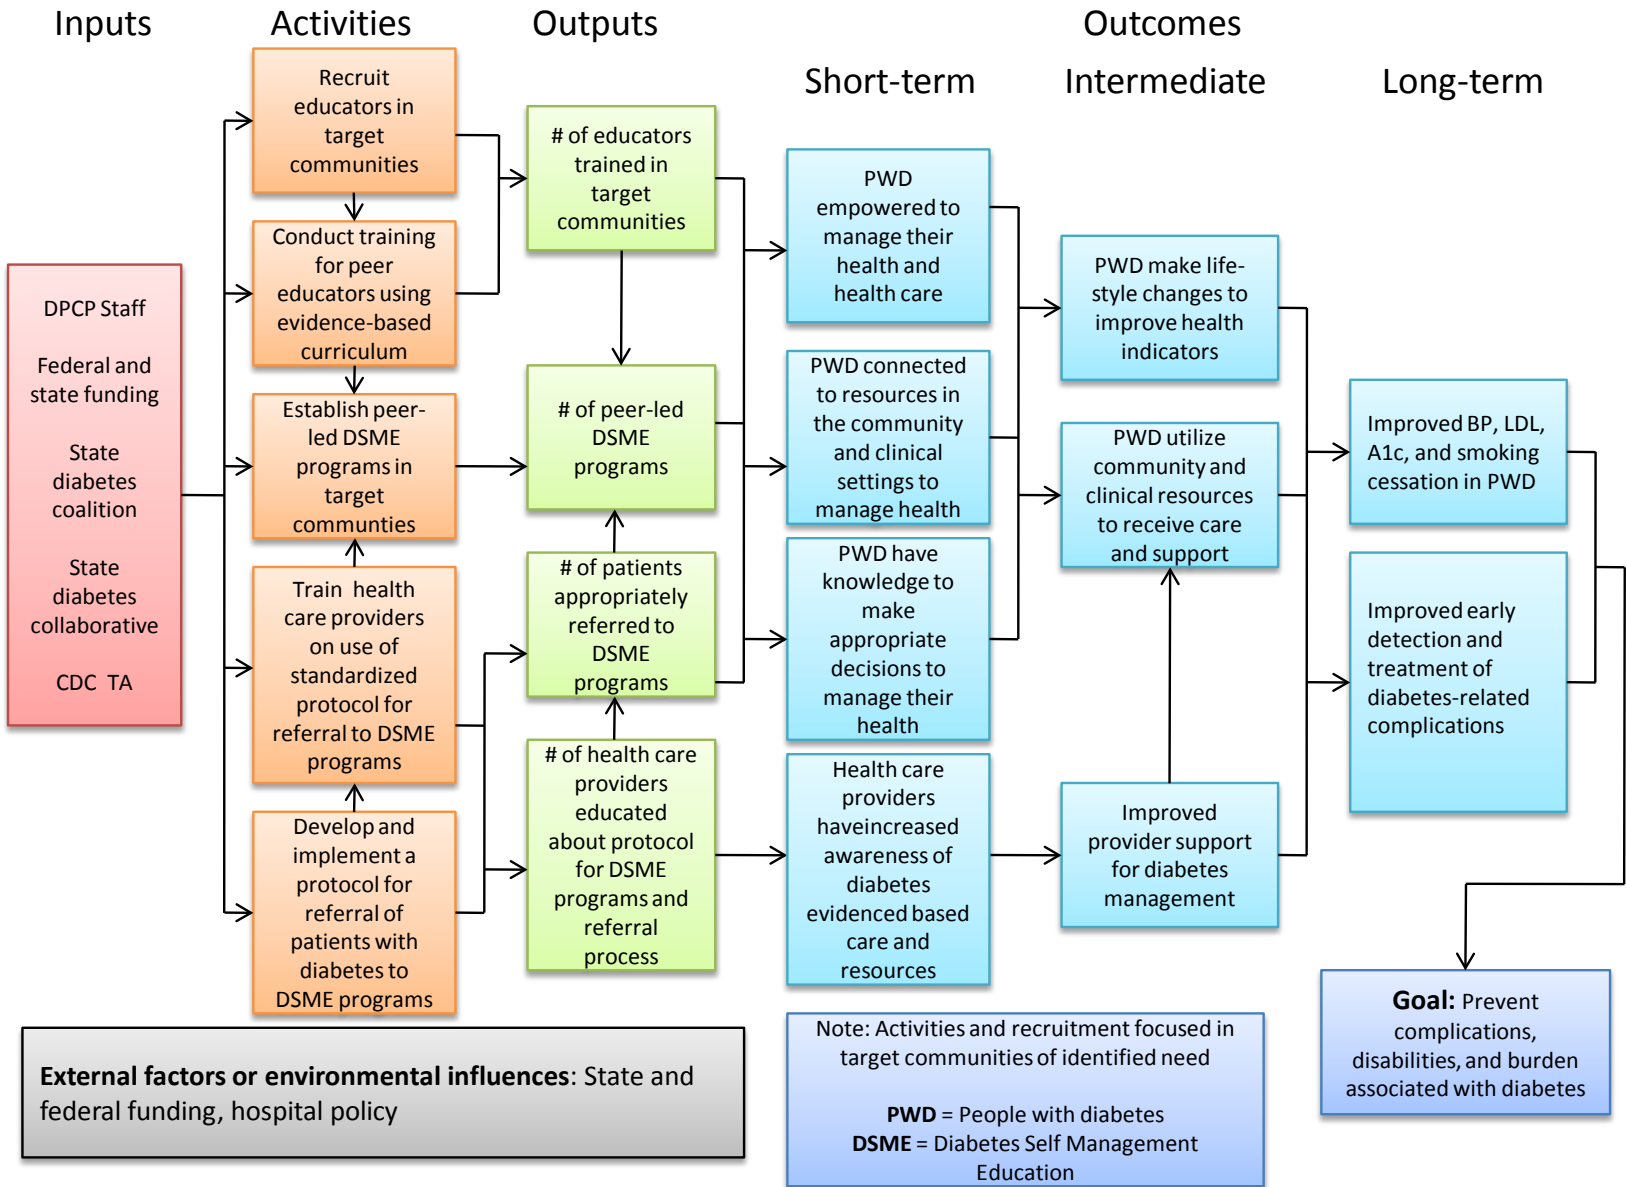 Inputs
Activities
Outputs
Outcomes
Short-term
Intermediate
Long-term
DPCP Staff
Federal and
state funding
State
diabetes
coalition
State
diabetes
collaborative
CDC TA
Recruit
educators in
target
communities
Conduct training
for peer
educators using
evidence-based
curriculum
Establish peer-
led DSME
programs in
target
communties
Train health
care providers
on use of
standardized
protocol for
referral to DSME
programs
Develop and
implement a
protocol for
referral of
patients with
diabetes to
DSME programs
# of educators
trained in
target
communities
# of peer-led
DSME
programs
# of patients
appropriately
referred to
DSME
programs
# of health care
providers
educated
about protocol
for DSME
programs and
referral
process
PWD
empowered to
manage their
health and
health care
PWD connected
to resources in
the community
and clinical
settings to
manage health
PWD have
knowledge to
make
appropriate
decisions to
manage their
health
Health care
providers
haveincreased
awareness of
diabetes
evidenced based
care and
resources
PWD make life-
style changes to
improve health
indicators
PWD utilize
community and
clinical resources
to receive care
and support
Improved
provider support
for diabetes
management
Improved BP, LDL,
A1c, and smoking
cessation in PWD
Improved early
detection and
treatment of
diabetes-related
complications
Goal: Prevent
complications,
disabilities, and burden
associated with diabetes
External factors or environmental influences: State and
federal funding, hospital policy
Note: Activities and recruitment focused in
target communities of identified need
PWD = People with diabetes
DSME = Diabetes Self Management
Education